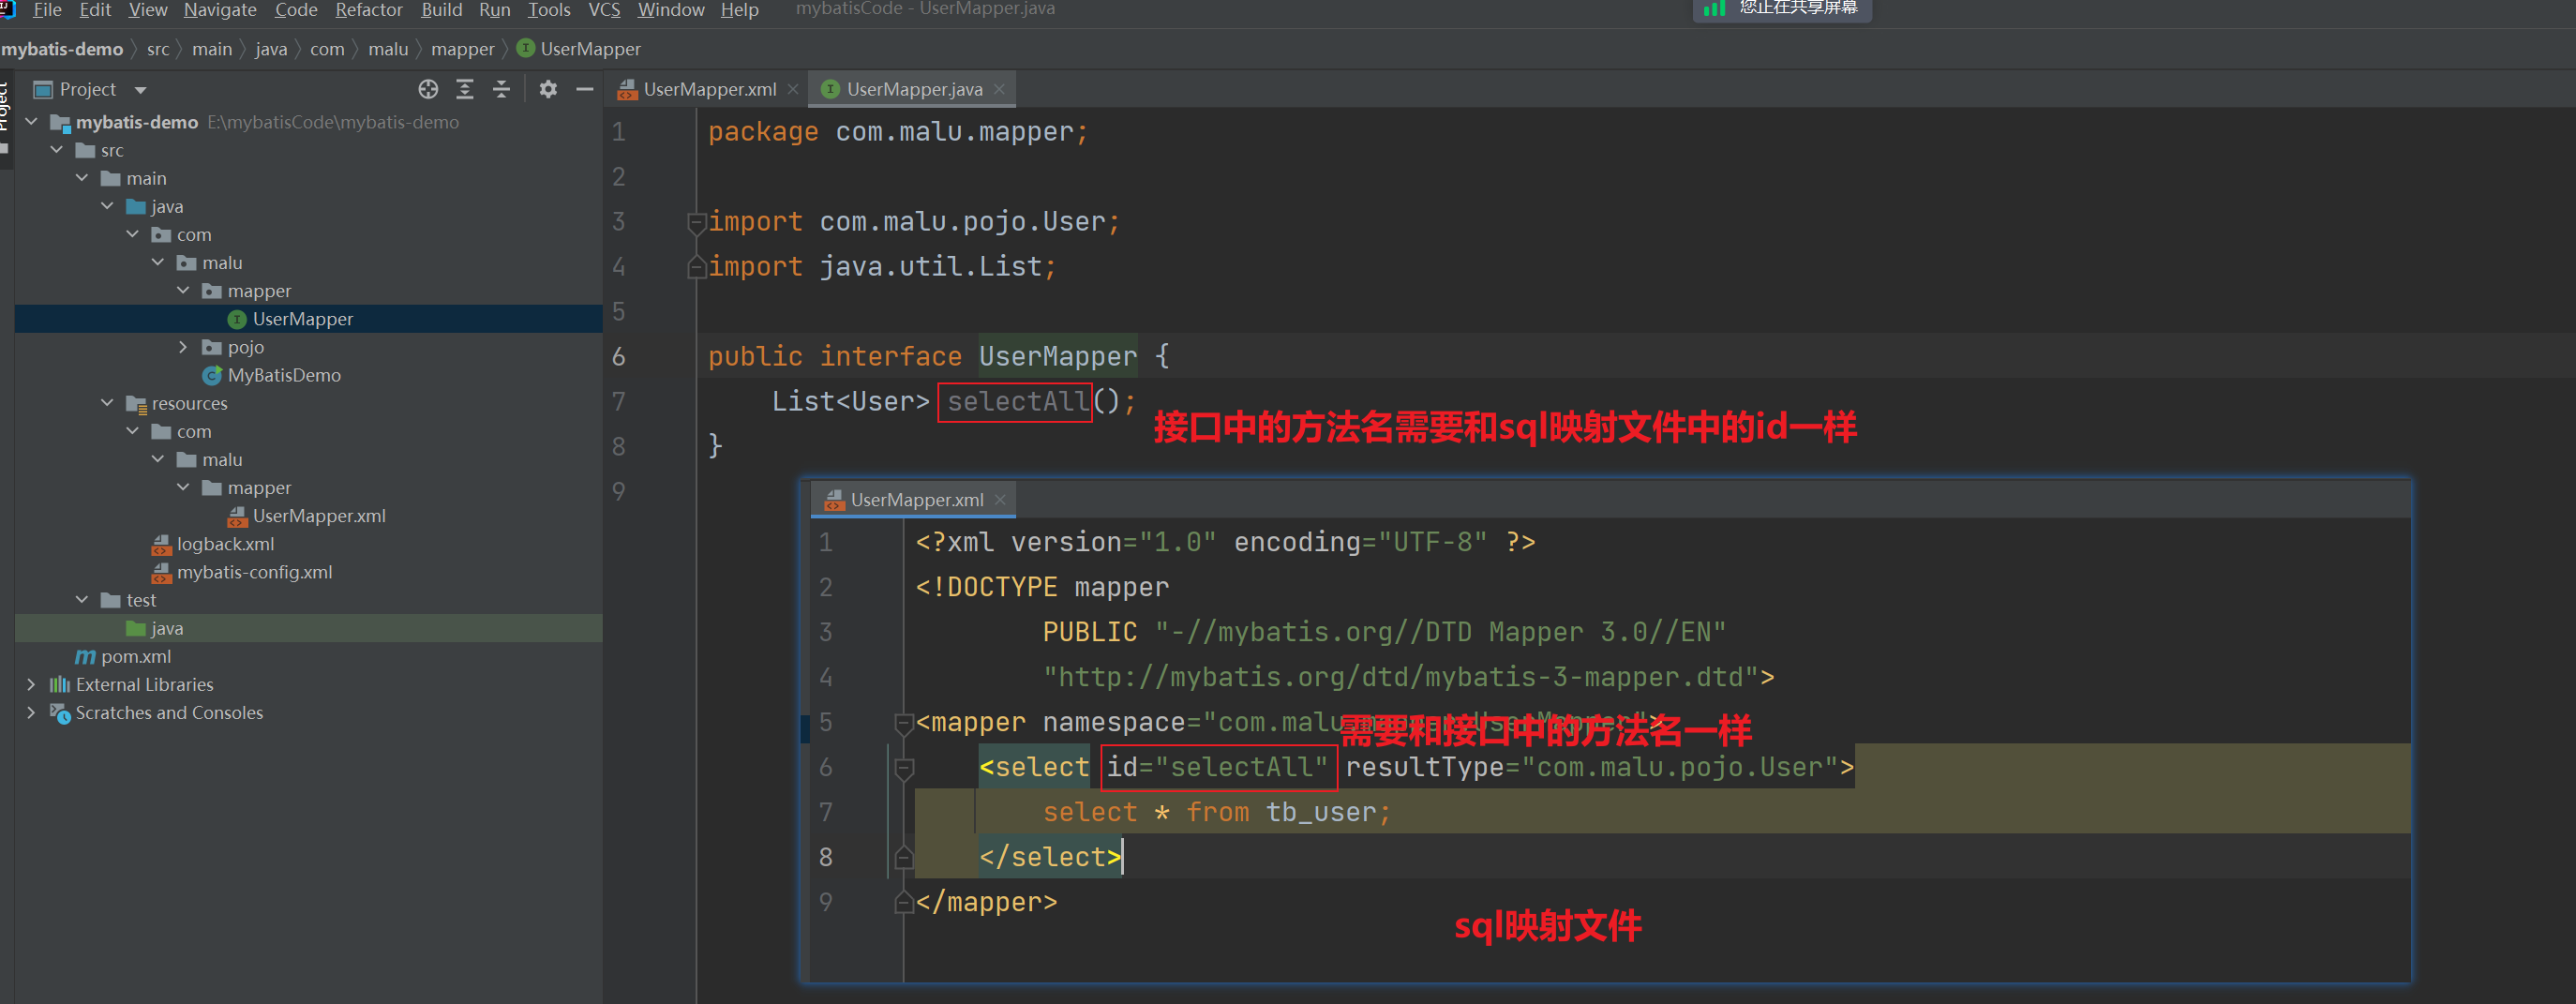 File Edit View Navigate Code Refactor Build Run Tools VCS Window Help mybatisCode - UserMapper.java
您正在共享屏幕
mybatis-demo src main java com malu mapper UserMapper
Project
Project
mybatis-demo E:\mybatisCode\mybatis-demo
src
main
java
com
malu
mapper
UserMapper
pojo
MyBatisDemo
resources
com
malu
mapper
UserMapper.xml
logback.xml
mybatis-config.xml
test
java
pom.xml
External Libraries
Scratches and Consoles
UserMapper.xml UserMapper.java
1 package com.malu.mapper;
2
3 import com.malu.pojo.User;
4 import java.util.List;
5
6 public interface UserMapper {
7 List<User> selectAll();
接口中的方法名需要和sql映射文件中的id一样
8 }
9
UserMapper.xml
1 <?xml version="1.0" encoding="UTF-8" ?>
2 <!DOCTYPE mapper
3 PUBLIC "-//mybatis.org//DTD Mapper 3.0//EN"
4 "http://mybatis.org/dtd/mybatis-3-mapper.dtd">
5 <mapper namespace="com.malu.mapper.UserMapper">
需要和接口中的方法名一样
6 <select id="selectAll" resultType="com.malu.pojo.User">
7 select * from tb_user;
8 </select>
9 </mapper>
sql映射文件